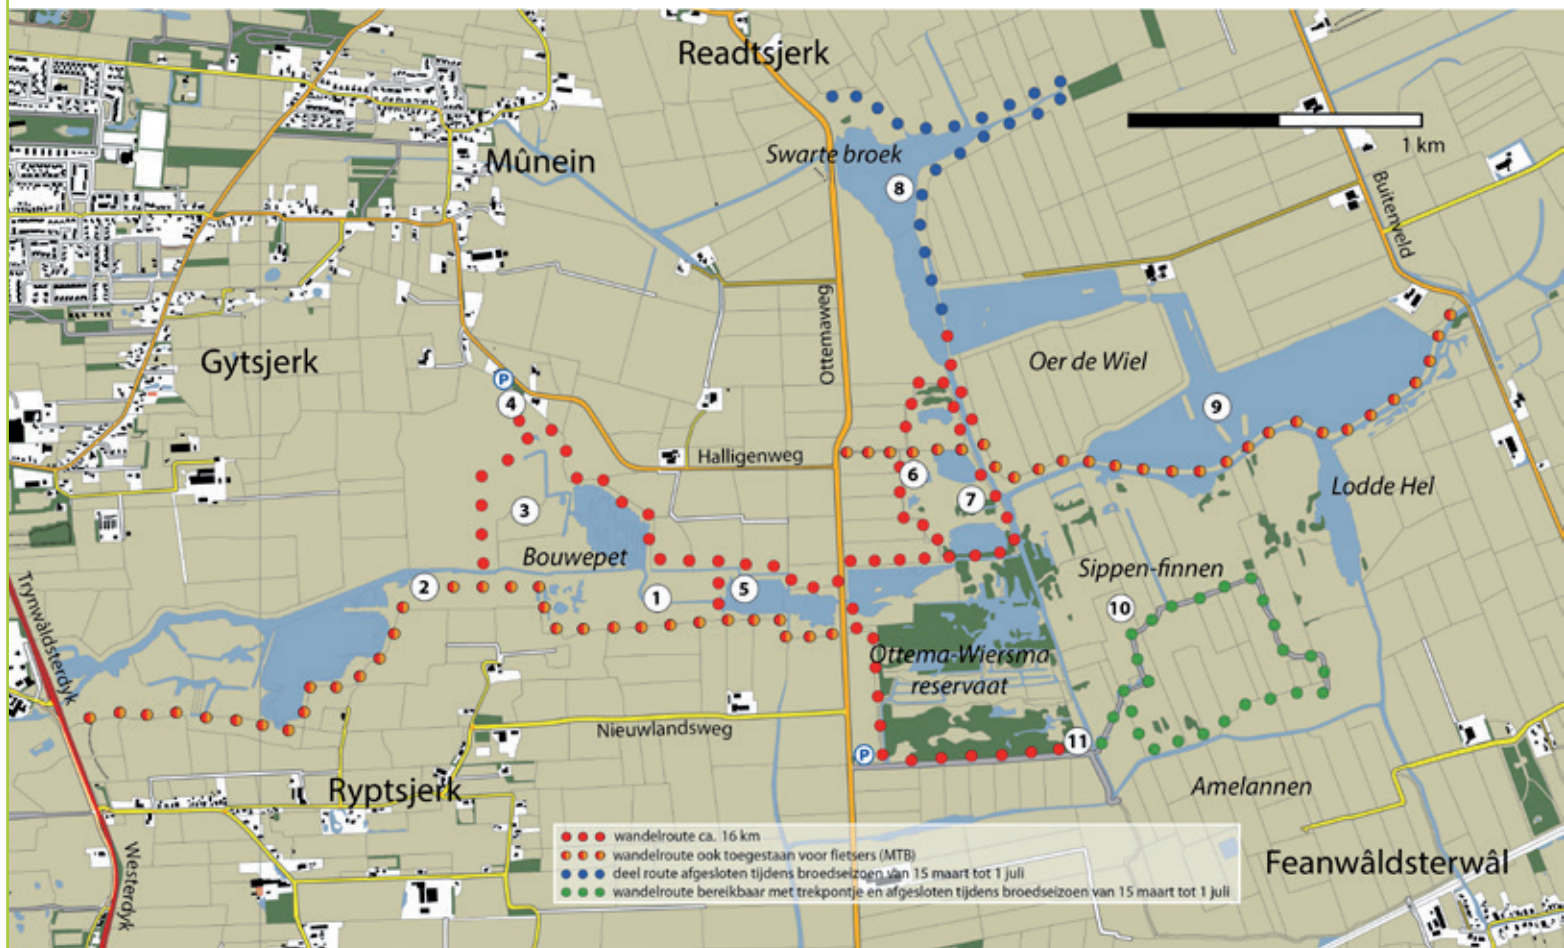 Readtsjerk
1 km
Swarte broek
Mûnein
8
Buitenveld
Ottemaweg
Gytsjerk
Oer de Wiel
P
4
9
Halligenweg
6
7
Lodde Hel
3
Bouwepet
Sippen-finnen
2
1
5
10
Trynwâldsterdyk
Ottema-Wiersma
reservaat
Nieuwlandsweg
11
P
Ryptsjerk
Amelannen
Westerdyk
Feanwâldsterwâl
wandelroute ca. 16 km
wandelroute ook toegestaan voor fietsers (MTB)
deel route afgesloten tijdens broedseizoen van 15 maart tot 1 juli
wandelroute bereikbaar met trekpontje en afgesloten tijdens broedseizoen van 15 maart tot 1 juli